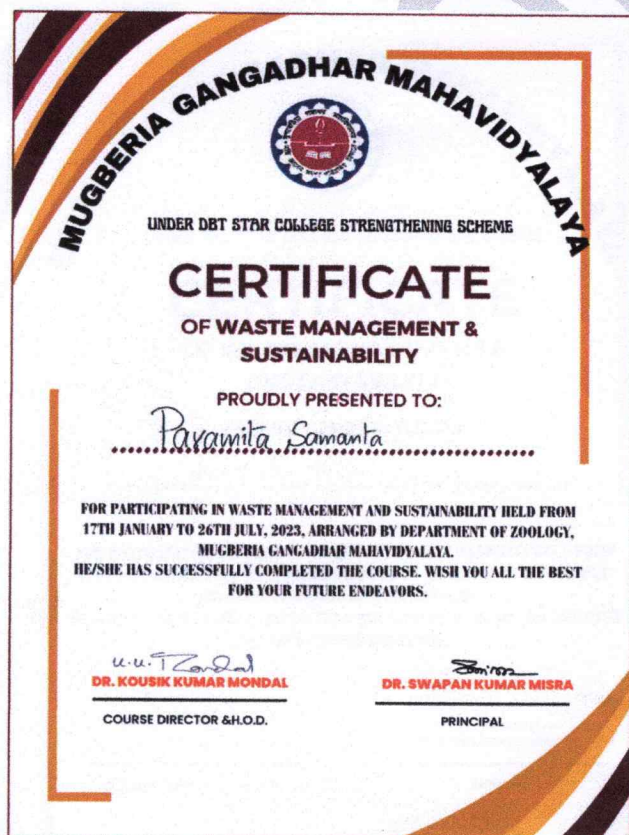 MUGBERIA GANGADHAR MAHAVIDYALAYA
UNDER DBT STAR COLLEGE STRENGTHENING SCHEME
CERTIFICATE
OF WASTE MANAGEMENT &
SUSTAINABILITY
PROUDLY PRESENTED TO:
Paramita Samanta
FOR PARTICIPATING IN WASTE MANAGEMENT AND SUSTAINABILITY HELD FROM
17TH JANUARY TO 26TH JULY, 2023, ARRANGED BY DEPARTMENT OF ZOOLOGY,
MUGBERIA GANGADHAR MAHAVIDYALAYA.
HE/SHE HAS SUCCESSFULLY COMPLETED THE COURSE. WISH YOU ALL THE BEST
FOR YOUR FUTURE ENDEAVORS.
K.K. Mondal
DR. KOUSIK KUMAR MONDAL
COURSE DIRECTOR &H.O.D.
DR. SWAPAN KUMAR MISRA
PRINCIPAL